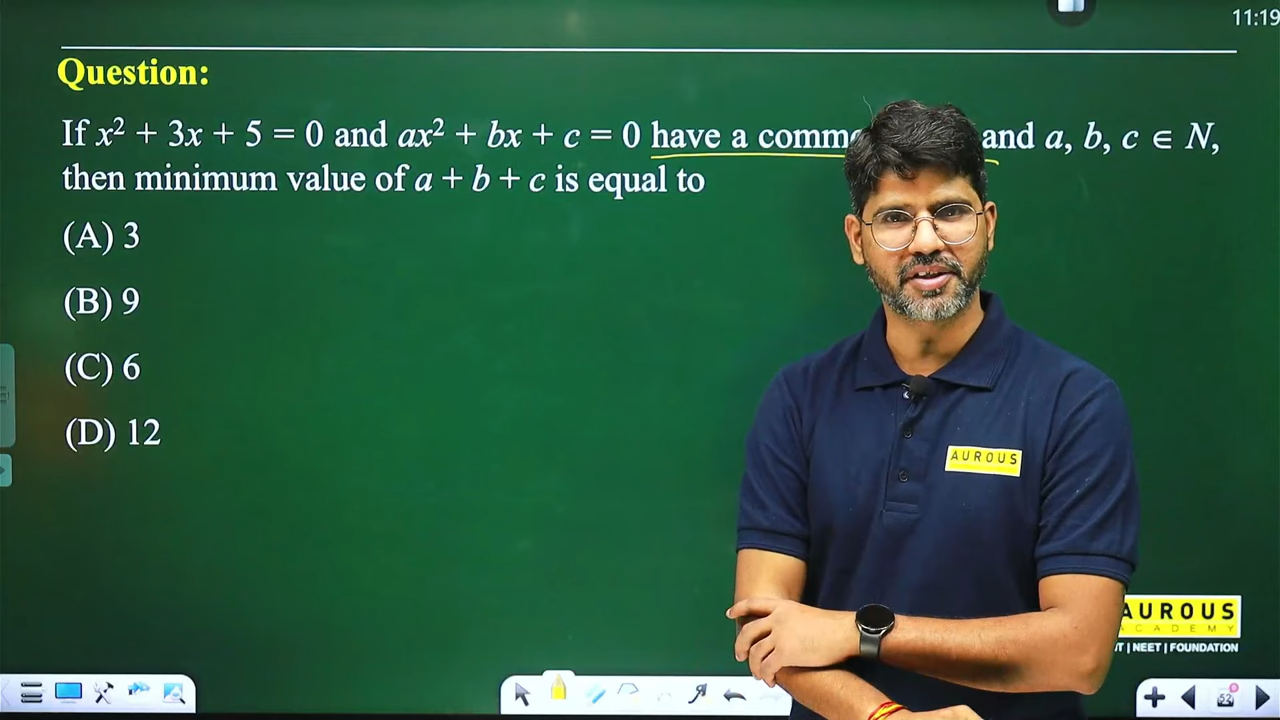 11:19
Question:
If x² + 3x + 5 = 0 and ax² + bx + c = 0 have a and a, b, c ∈ N,
then minimum value of a + b + c is equal to
(A) 3
(B) 9
(C) 6
(D) 12
AUROUS
AUROUS
ACADEMY
| NEET | FOUNDATION
52